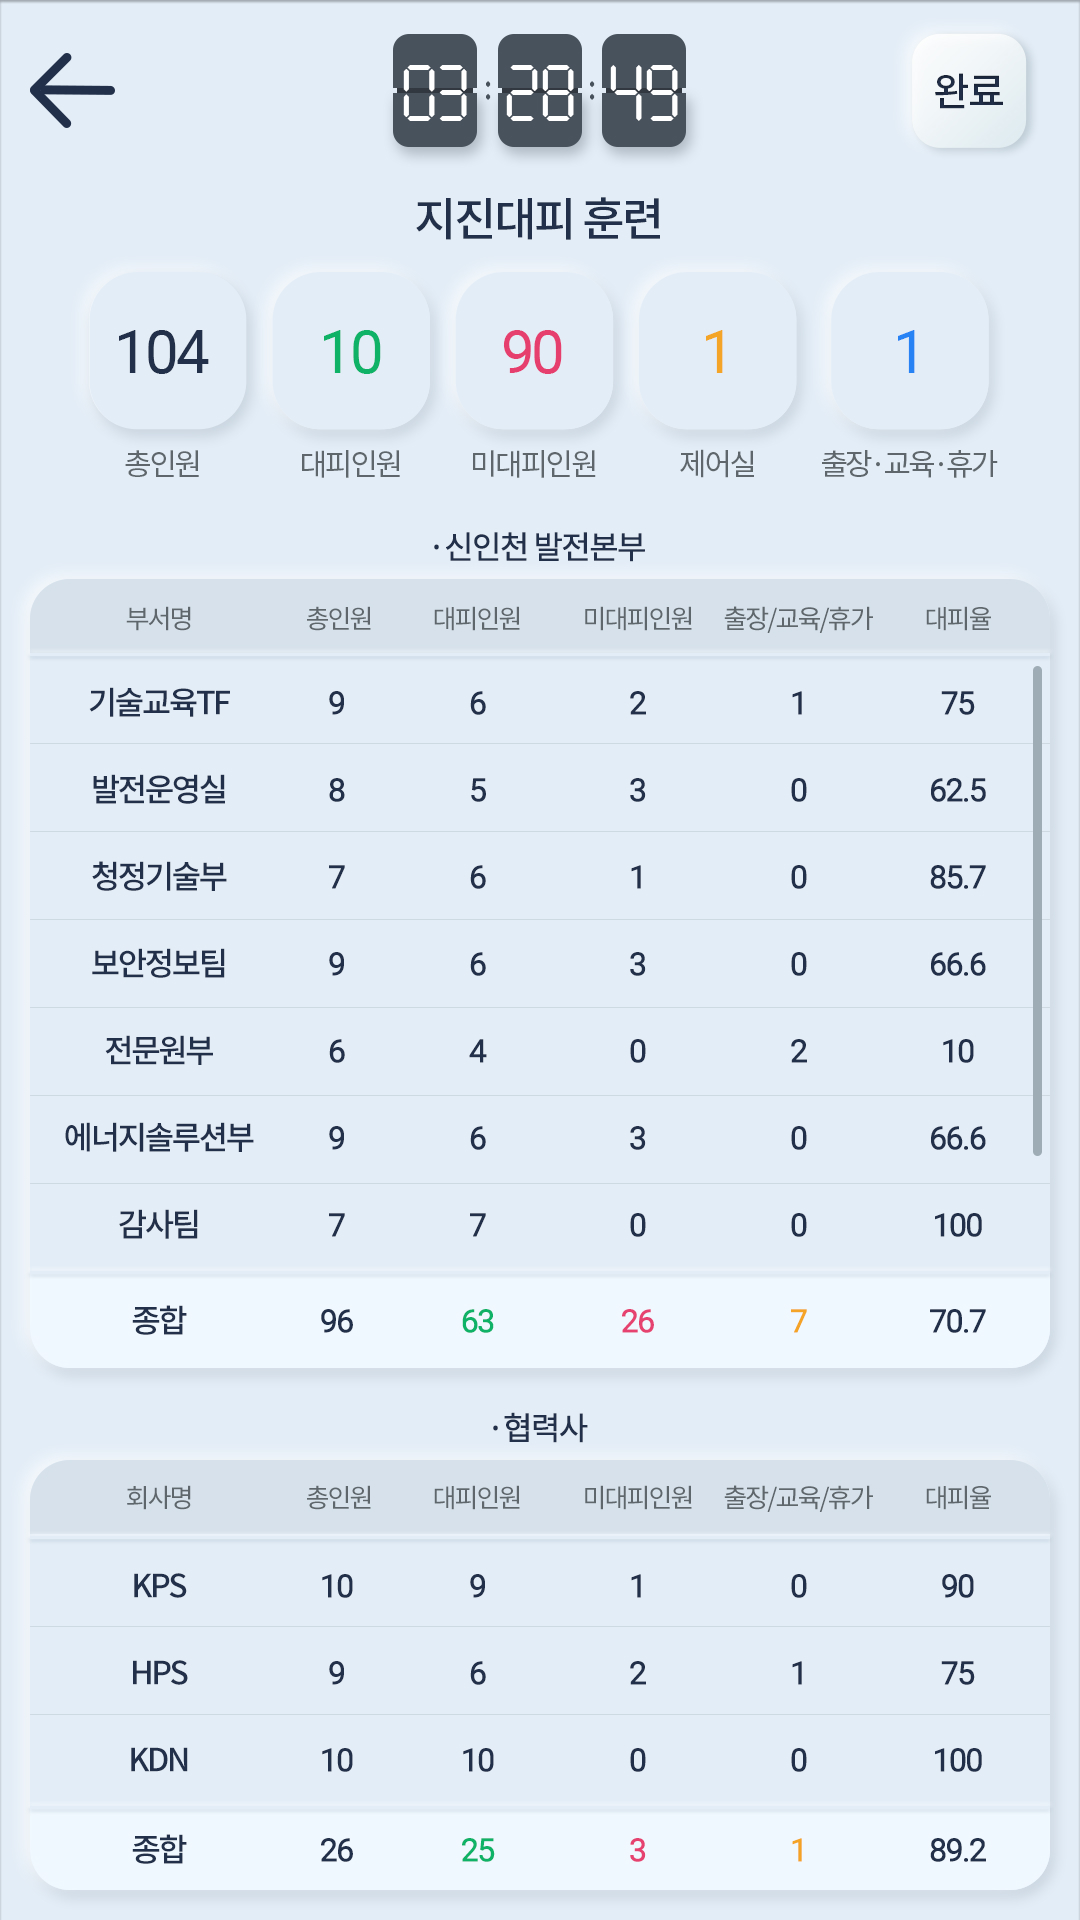 03 : 28 : 49
완료
지진대피 훈련
104 10 90 1 1
총인원 대피인원 미대피인원 제어실 출장·교육·휴가
·신인천 발전본부
부서명 총인원 대피인원 미대피인원 출장/교육/휴가 대피율
기술교육TF 9 6 2 1 75
발전운영실 8 5 3 0 62.5
청정기술부 7 6 1 0 85.7
보안정보팀 9 6 3 0 66.6
전문원부 6 4 0 2 10
에너지솔루션부 9 6 3 0 66.6
감사팀 7 7 0 0 100
종합 96 63 26 7 70.7
·협력사
회사명 총인원 대피인원 미대피인원 출장/교육/휴가 대피율
KPS 10 9 1 0 90
HPS 9 6 2 1 75
KDN 10 10 0 0 100
종합 26 25 3 1 89.2